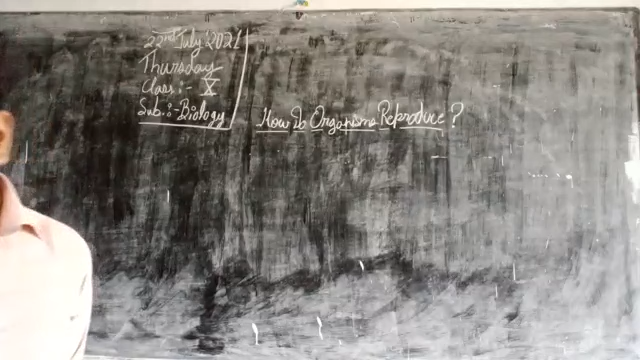 22nd July 2021
Thursday
Class :- X
Sub. :- Biology
How Do Organisms Reproduce ?